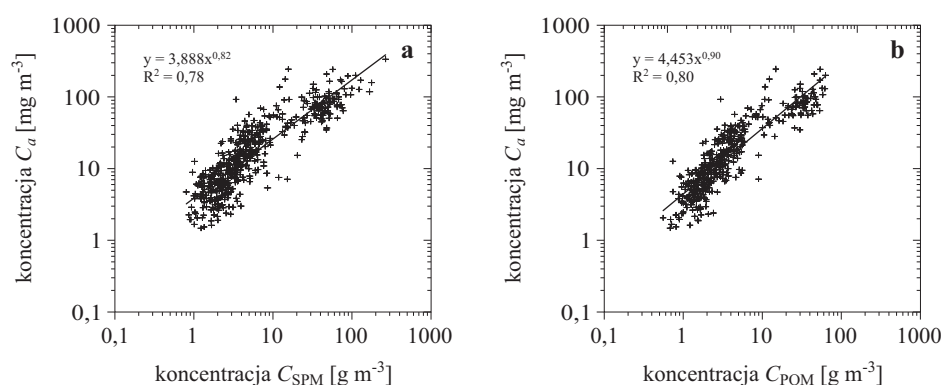 a
y = 3,888x^0,82
R² = 0,78
koncentracja C_a [mg m⁻³]
1000
100
10
1
0,1
0,1 1 10 100 1000
koncentracja C_SPM [g m⁻³]
b
y = 4,453x^0,90
R² = 0,80
koncentracja C_a [mg m⁻³]
1000
100
10
1
0,1
0,1 1 10 100 1000
koncentracja C_POM [g m⁻³]